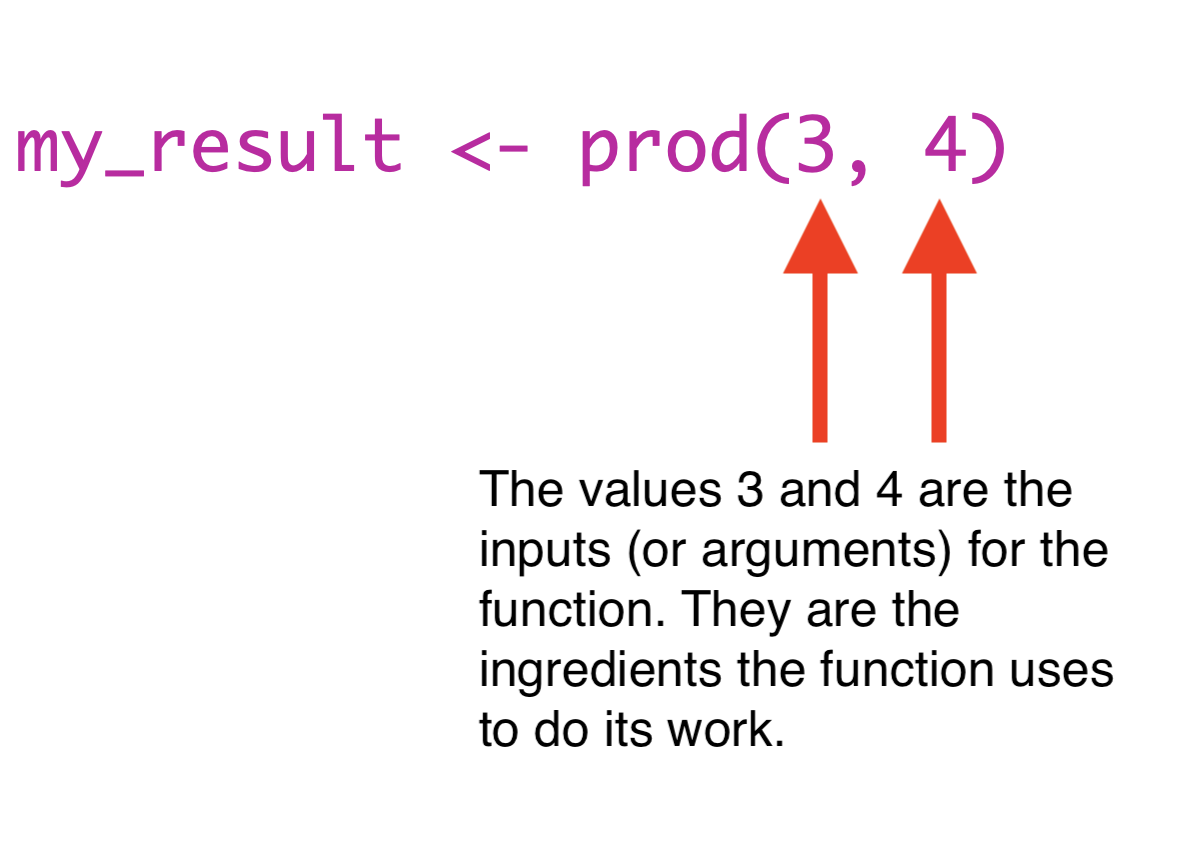 my_result <- prod(3, 4)
The values 3 and 4 are the
inputs (or arguments) for the
function. They are the
ingredients the function uses
to do its work.